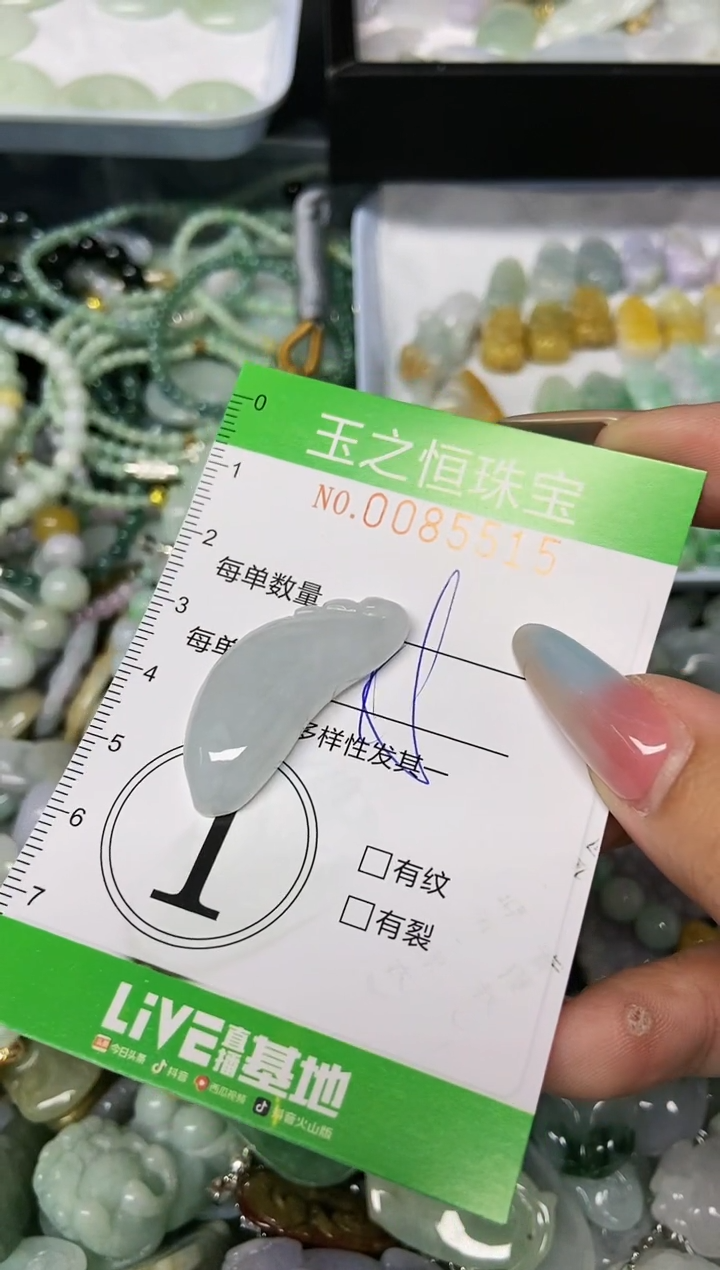 0
1
2
3
4
5
6
7
玉之恒珠宝
NO.0085515
每单数量
每单
多样性发其一
1
□有纹
□有裂
LiVE直播基地
今日头条 抖音 西瓜视频 抖音火山版